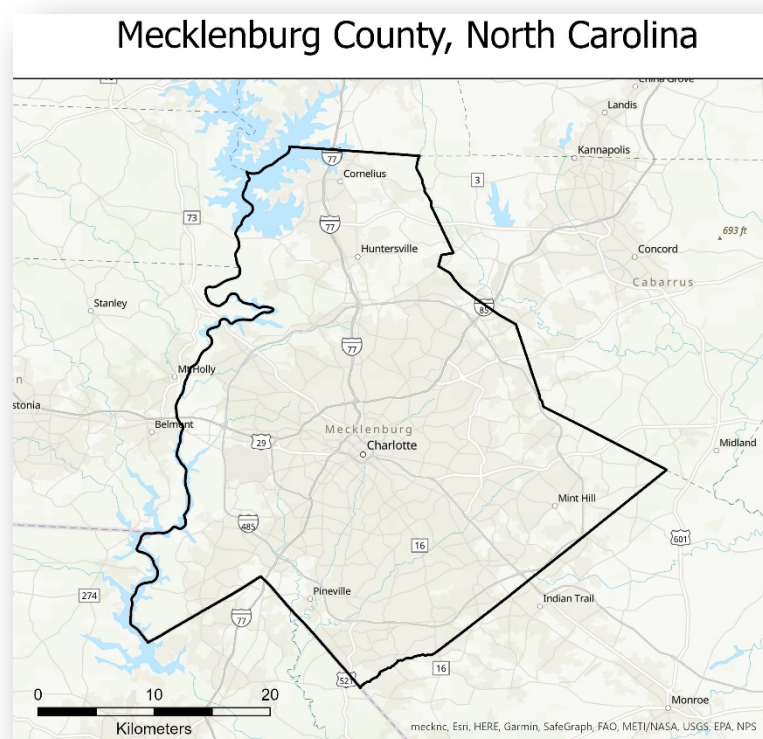 Mecklenburg County, North Carolina
Landis
Kannapolis
77
Cornelius
3
73
77
Huntersville
693 ft
Concord
Cabarrus
Stanley
85
77
Mt Holly
Belmont
29
Mecklenburg
Charlotte
Midland
Mint Hill
485
16
601
274
Pineville
Indian Trail
77
16
521
Monroe
0 10 20
Kilometers
mecknc, Esri, HERE, Garmin, SafeGraph, FAO, METI/NASA, USGS, EPA, NPS